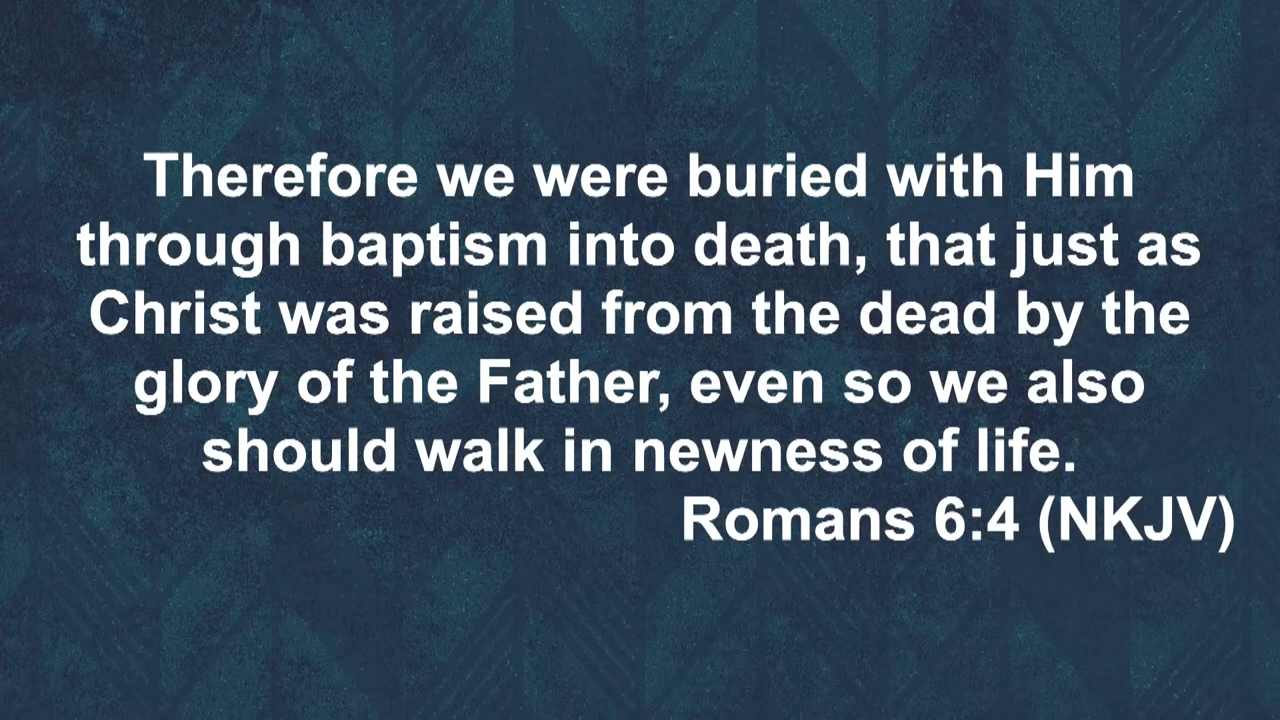 Therefore we were buried with Him
through baptism into death, that just as
Christ was raised from the dead by the
glory of the Father, even so we also
should walk in newness of life.
Romans 6:4 (NKJV)